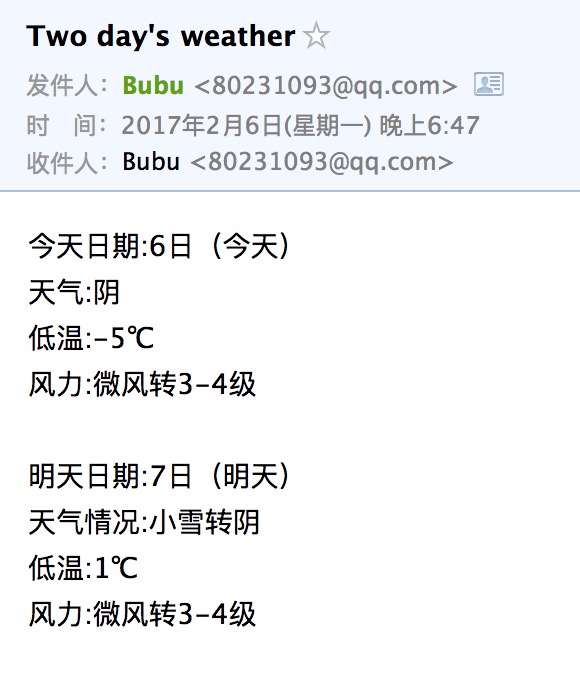 Two day's weather
发件人：Bubu <80231093@qq.com>
时　间：2017年2月6日(星期一) 晚上6:47
收件人：Bubu <80231093@qq.com>
今天日期:6日（今天）
天气:阴
低温:-5℃
风力:微风转3-4级
明天日期:7日（明天）
天气情况:小雪转阴
低温:1℃
风力:微风转3-4级